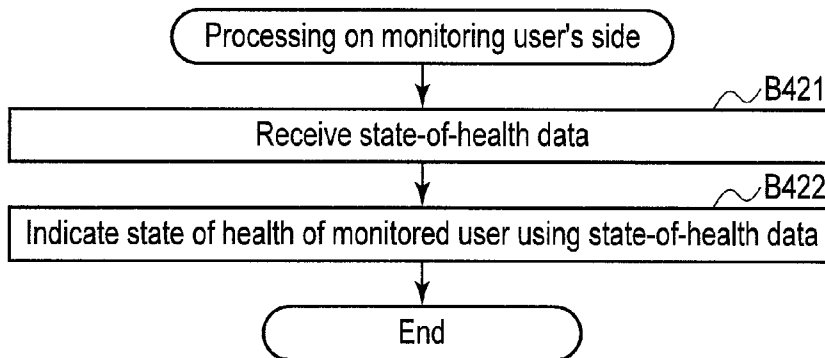 Processing on monitoring user's side
B421
Receive state-of-health data
B422
Indicate state of health of monitored user using state-of-health data
End